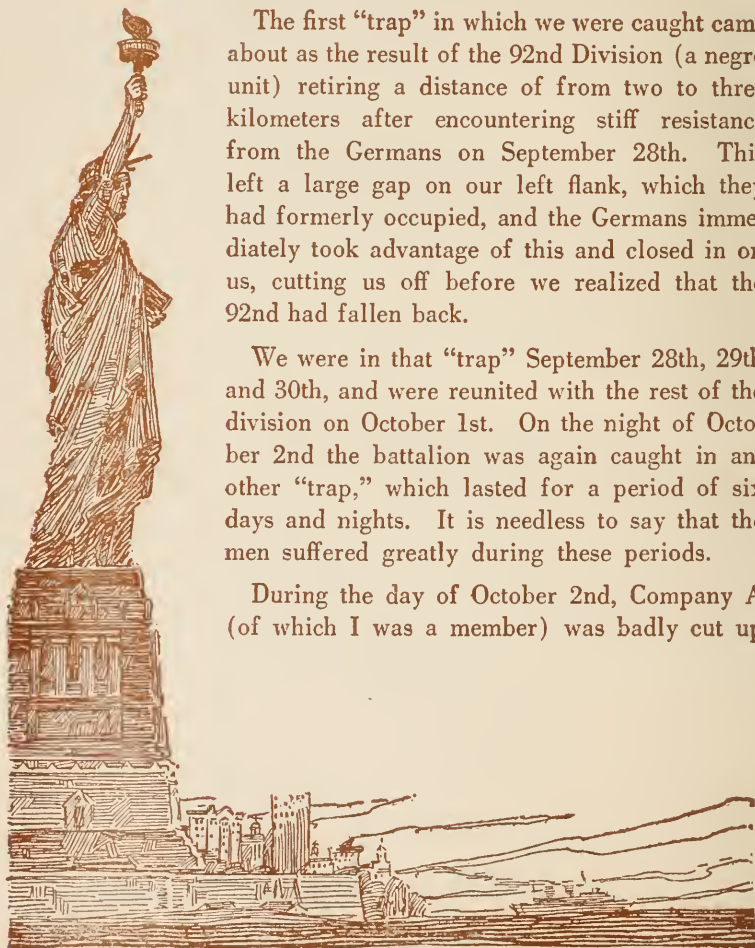 The first “trap” in which we were caught cam
about as the result of the 92nd Division (a negr
unit) retiring a distance of from two to thre
kilometers after encountering stiff resistanc
from the Germans on September 28th. Thi
left a large gap on our left flank, which the
had formerly occupied, and the Germans imme
diately took advantage of this and closed in o
us, cutting us off before we realized that th
92nd had fallen back.
We were in that “trap” September 28th, 29t
and 30th, and were reunited with the rest of th
division on October 1st. On the night of Octo
ber 2nd the battalion was again caught in an
other “trap,” which lasted for a period of si
days and nights. It is needless to say that th
men suffered greatly during these periods.
During the day of October 2nd, Company A
(of which I was a member) was badly cut up